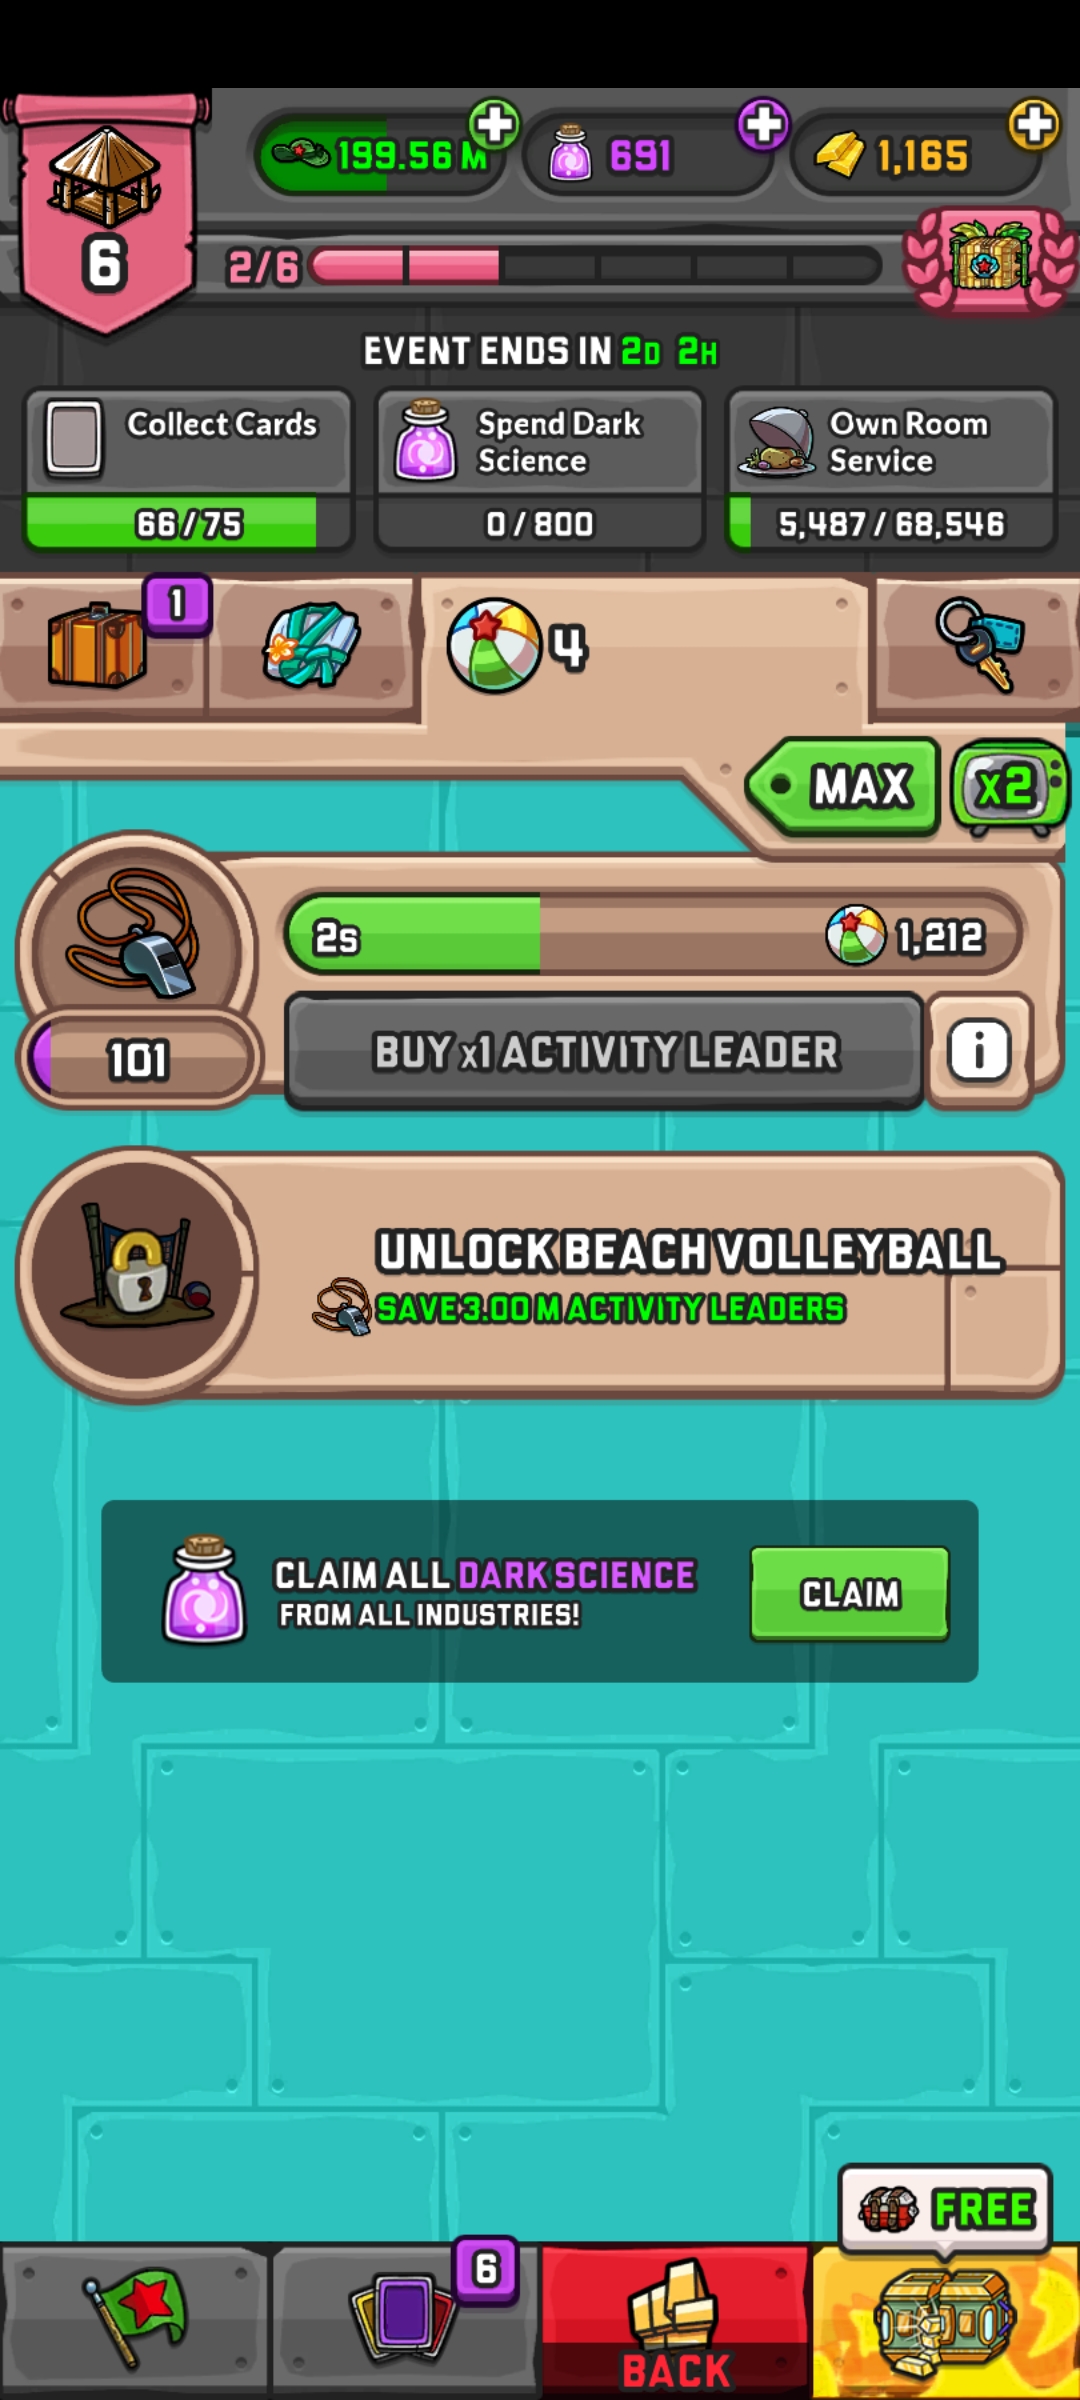 199.56 M
691
1,165
6
2/6
EVENT ENDS IN 2D 2H
Collect Cards
66/75
Spend Dark
Science
0/800
Own Room
Service
5,487/68,546
1
4
MAX
x2
2s
1,212
101
BUY x1 ACTIVITY LEADER
i
UNLOCK BEACH VOLLEYBALL
SAVE 3.00 M ACTIVITY LEADERS
CLAIM ALL DARK SCIENCE
FROM ALL INDUSTRIES!
CLAIM
FREE
6
BACK